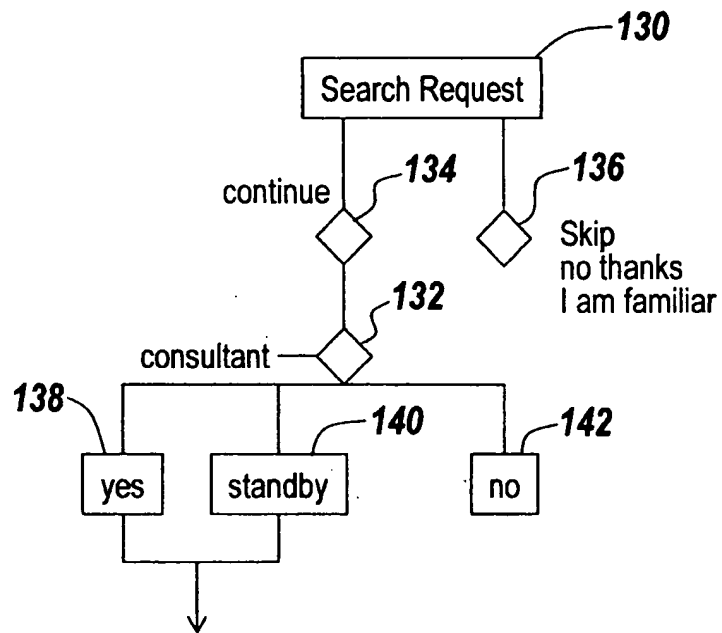 130
Search Request
134
136
continue
Skip
no thanks
I am familiar
132
consultant
138
140
142
yes
standby
no